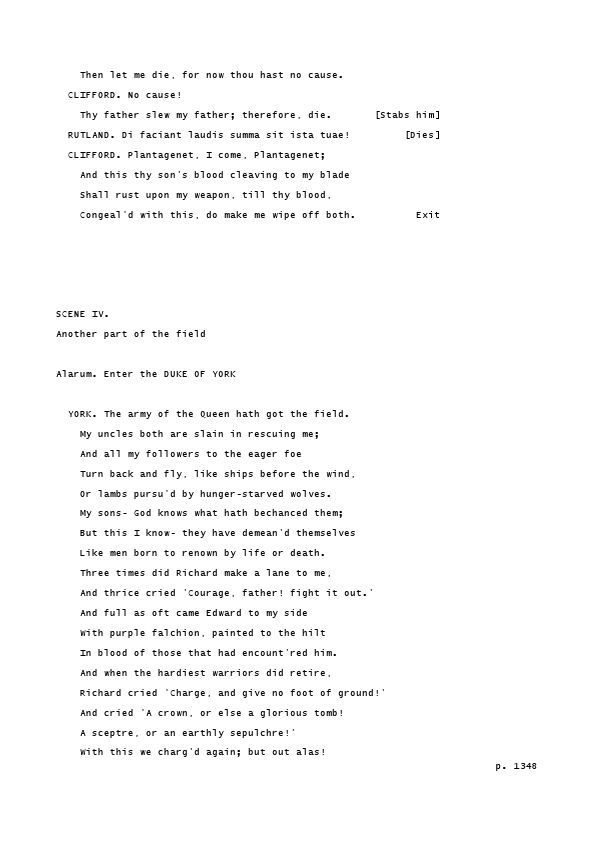 Then let me die, for now thou hast no cause.
CLIFFORD. No cause!
Thy father slew my father; therefore, die. [Stabs him]
RUTLAND. Di faciant laudis summa sit ista tuae! [Dies]
CLIFFORD. Plantagenet, I come, Plantagenet;
And this thy son's blood cleaving to my blade
Shall rust upon my weapon, till thy blood,
Congeal'd with this, do make me wipe off both. Exit
SCENE IV.
Another part of the field
Alarum. Enter the DUKE OF YORK
YORK. The army of the Queen hath got the field.
My uncles both are slain in rescuing me;
And all my followers to the eager foe
Turn back and fly, like ships before the wind,
Or lambs pursu'd by hunger-starved wolves.
My sons- God knows what hath bechanced them;
But this I know- they have demean'd themselves
Like men born to renown by life or death.
Three times did Richard make a lane to me,
And thrice cried 'Courage, father! fight it out.'
And full as oft came Edward to my side
With purple falchion, painted to the hilt
In blood of those that had encount'red him.
And when the hardiest warriors did retire,
Richard cried 'Charge, and give no foot of ground!'
And cried 'A crown, or else a glorious tomb!
A sceptre, or an earthly sepulchre!'
With this we charg'd again; but out alas!
p. 1348